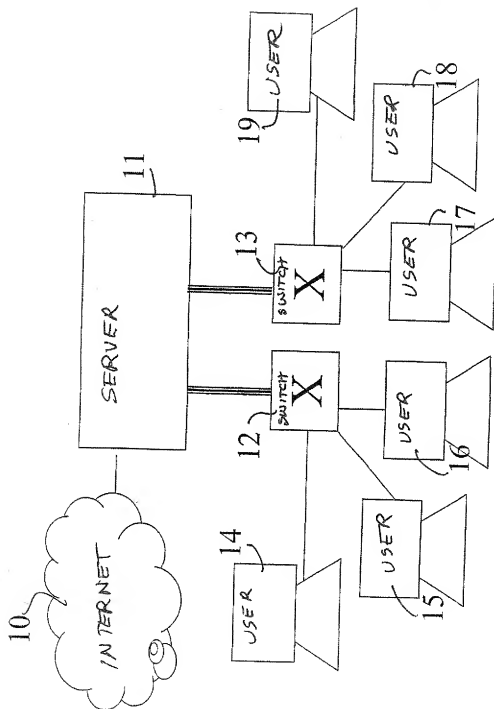 10
INTERNET
SERVER
11
SWITCH
12
X
SWITCH
13
X
USER
14
USER
15
USER
16
USER
17
USER
18
USER
19